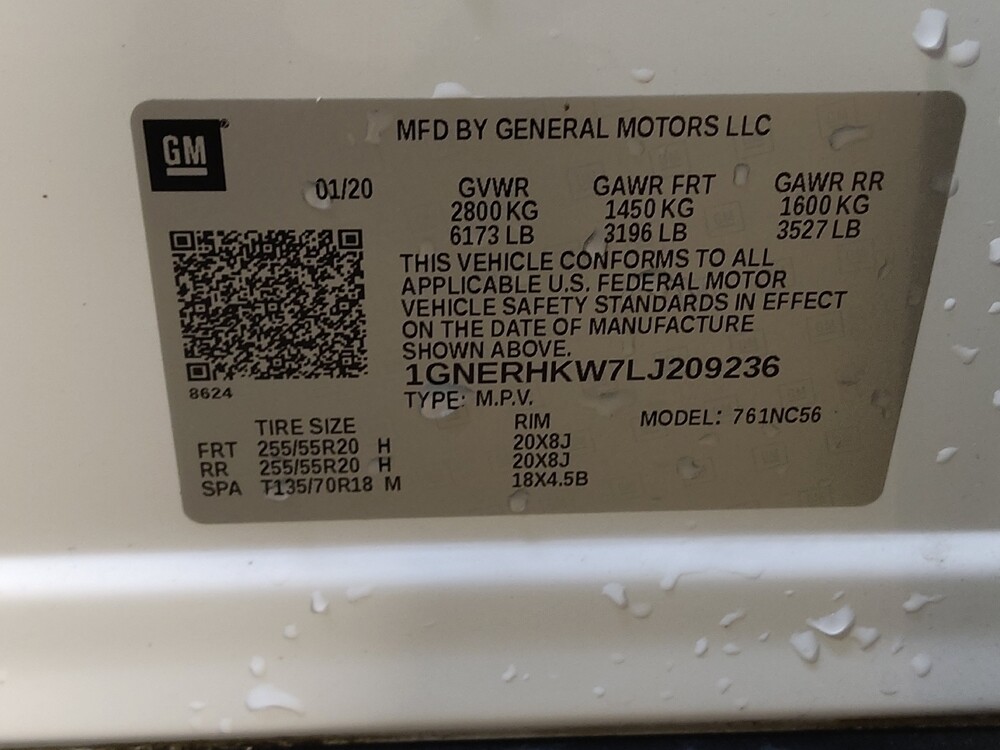 GM
MFD BY GENERAL MOTORS LLC
01/20 GVWR GAWR FRT GAWR RR
2800 KG 1450 KG 1600 KG
6173 LB 3196 LB 3527 LB
THIS VEHICLE CONFORMS TO ALL
APPLICABLE U.S. FEDERAL MOTOR
VEHICLE SAFETY STANDARDS IN EFFECT
ON THE DATE OF MANUFACTURE
SHOWN ABOVE.
1GNERHKW7LJ209236
8624
TYPE: M.P.V.
TIRE SIZE RIM MODEL: 761NC56
FRT 255/55R20 H 20X8J
RR 255/55R20 H 20X8J
SPA T135/70R18 M 18X4.5B